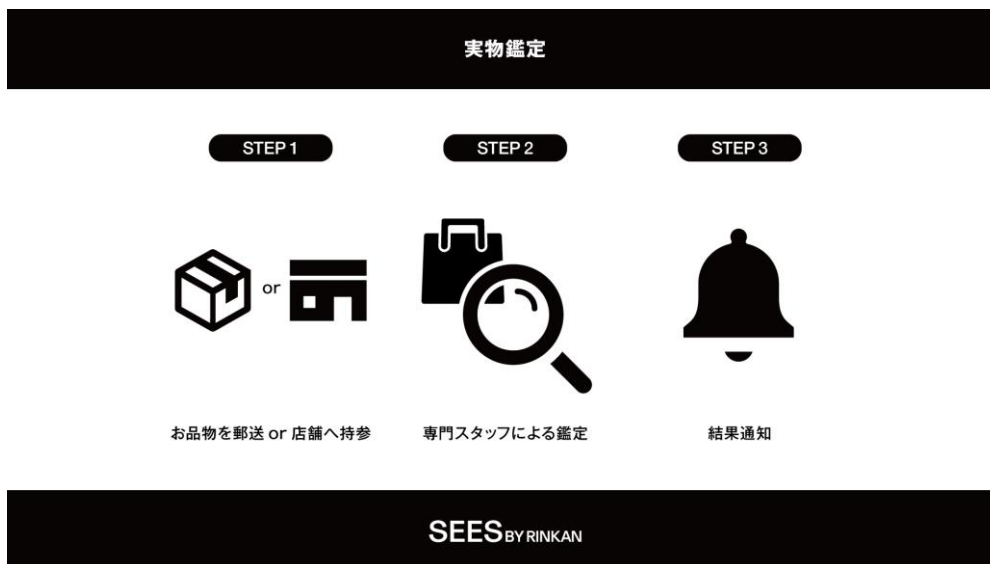 実物鑑定
STEP 1
STEP 2
STEP 3
or
お品物を郵送 or 店舗へ持参
専門スタッフによる鑑定
結果通知
SEES BY RINKAN